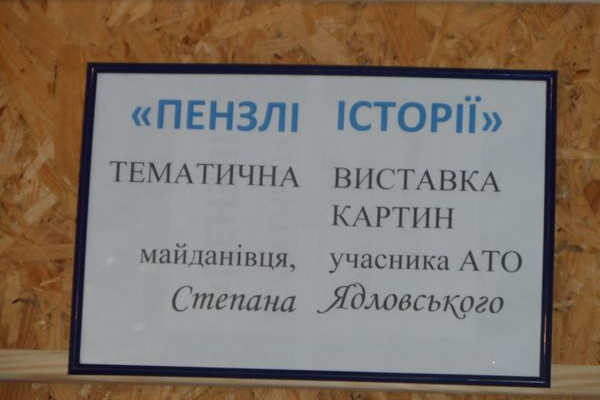 «ПЕНЗЛІ ІСТОРІЇ»
ТЕМАТИЧНА ВИСТАВКА
КАРТИН
майданівця, учасника АТО
Степана Ядловського